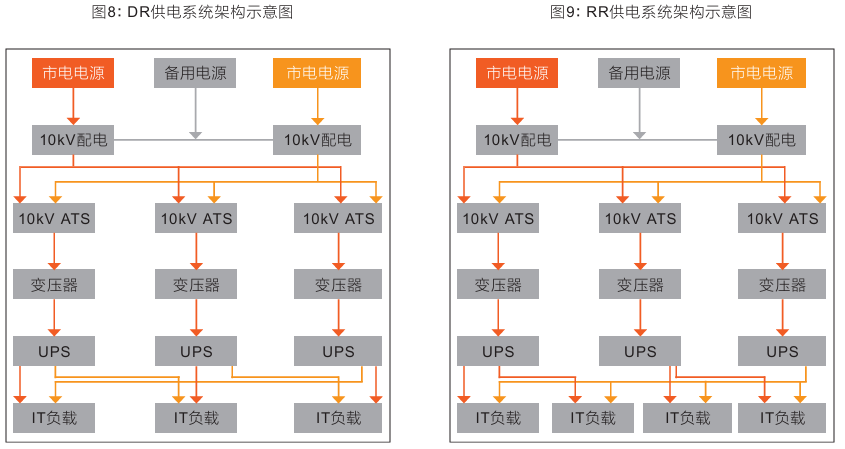 图8：DR供电系统架构示意图
市电电源 备用电源 市电电源
10kV配电 10kV配电
10kV ATS 10kV ATS 10kV ATS
变压器 变压器 变压器
UPS UPS UPS
IT负载 IT负载 IT负载
图9：RR供电系统架构示意图
市电电源 备用电源 市电电源
10kV配电 10kV配电
10kV ATS 10kV ATS 10kV ATS
变压器 变压器 变压器
UPS UPS UPS
IT负载 IT负载 IT负载 IT负载